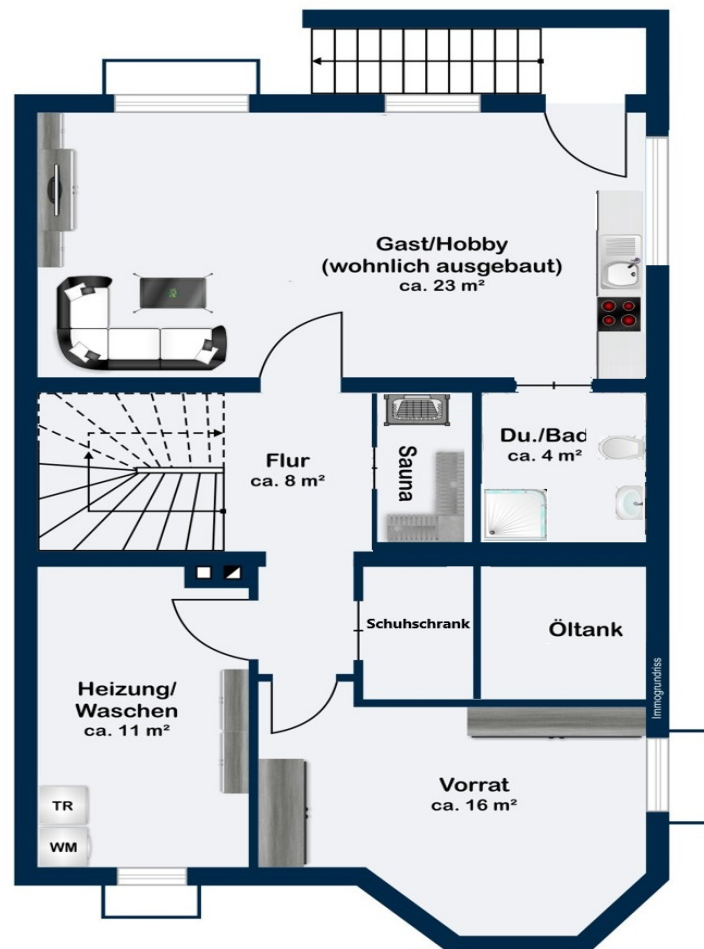 Gast/Hobby
(wohnlich ausgebaut)
ca. 23 m²
Du./Bad
ca. 4 m²
Sauna
Flur
ca. 8 m²
Schuhschrank
Öltank
Immogrundriss
Heizung/
Waschen
ca. 11 m²
Vorrat
ca. 16 m²
TR
WM